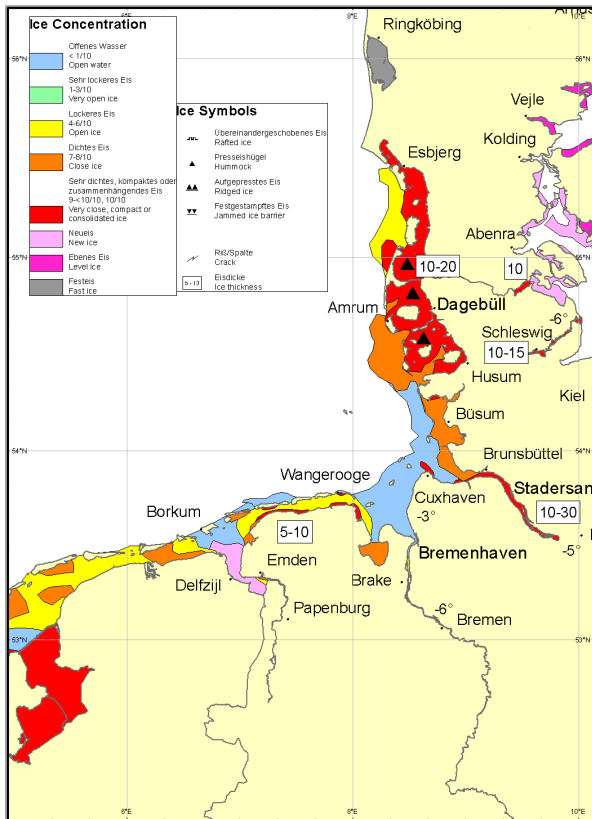 Ice Concentration
Offenes Wasser
< 1/10
Open water
Sehr lockeres Eis
1-3/10
Very open ice
Lockeres Eis
4-6/10
Open ice
Dichtes Eis
7-8/10
Close ice
Sehr dichtes, kompaktes oder
zusammenhängendes Eis
9-<10/10, 10/10
Very close, compact or
consolidated ice
Neueis
New ice
Ebenes Eis
Level ice
Festeis
Fast ice
Ice Symbols
Übereinandergeschobenes Eis
Rafted ice
Presseishügel
Hummock
Aufgepresstes Eis
Ridged ice
Festgestampftes Eis
Jammed ice barrier
Riß/Spalte
Crack
Eisdicke
Ice thickness
8°E
10°E
Ringköbing
56°N
56°N
Vejle
Kolding
Esbjerg
Abenra
55°N
55°N
10-20
10
Amrum
Dagebüll
-6°
Schleswig
10-15
Husum
Kiel
Büsum
54°N
54°N
Brunsbüttel
Wangerooge
Cuxhaven
Stadersan
Borkum
-3°
10-30
5-10
-5°
Emden
Bremenhaven
Delfzijl
Brake
Papenburg
-6°
Bremen
53°N
53°N
6°E
8°E
10°E